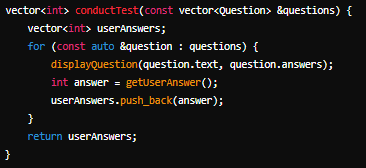 vector<int> conductTest(const vector<Question> &questions) {
    vector<int> userAnswers;
    for (const auto &question : questions) {
        displayQuestion(question.text, question.answers);
        int answer = getUserAnswer();
        userAnswers.push_back(answer);
    }
    return userAnswers;
}